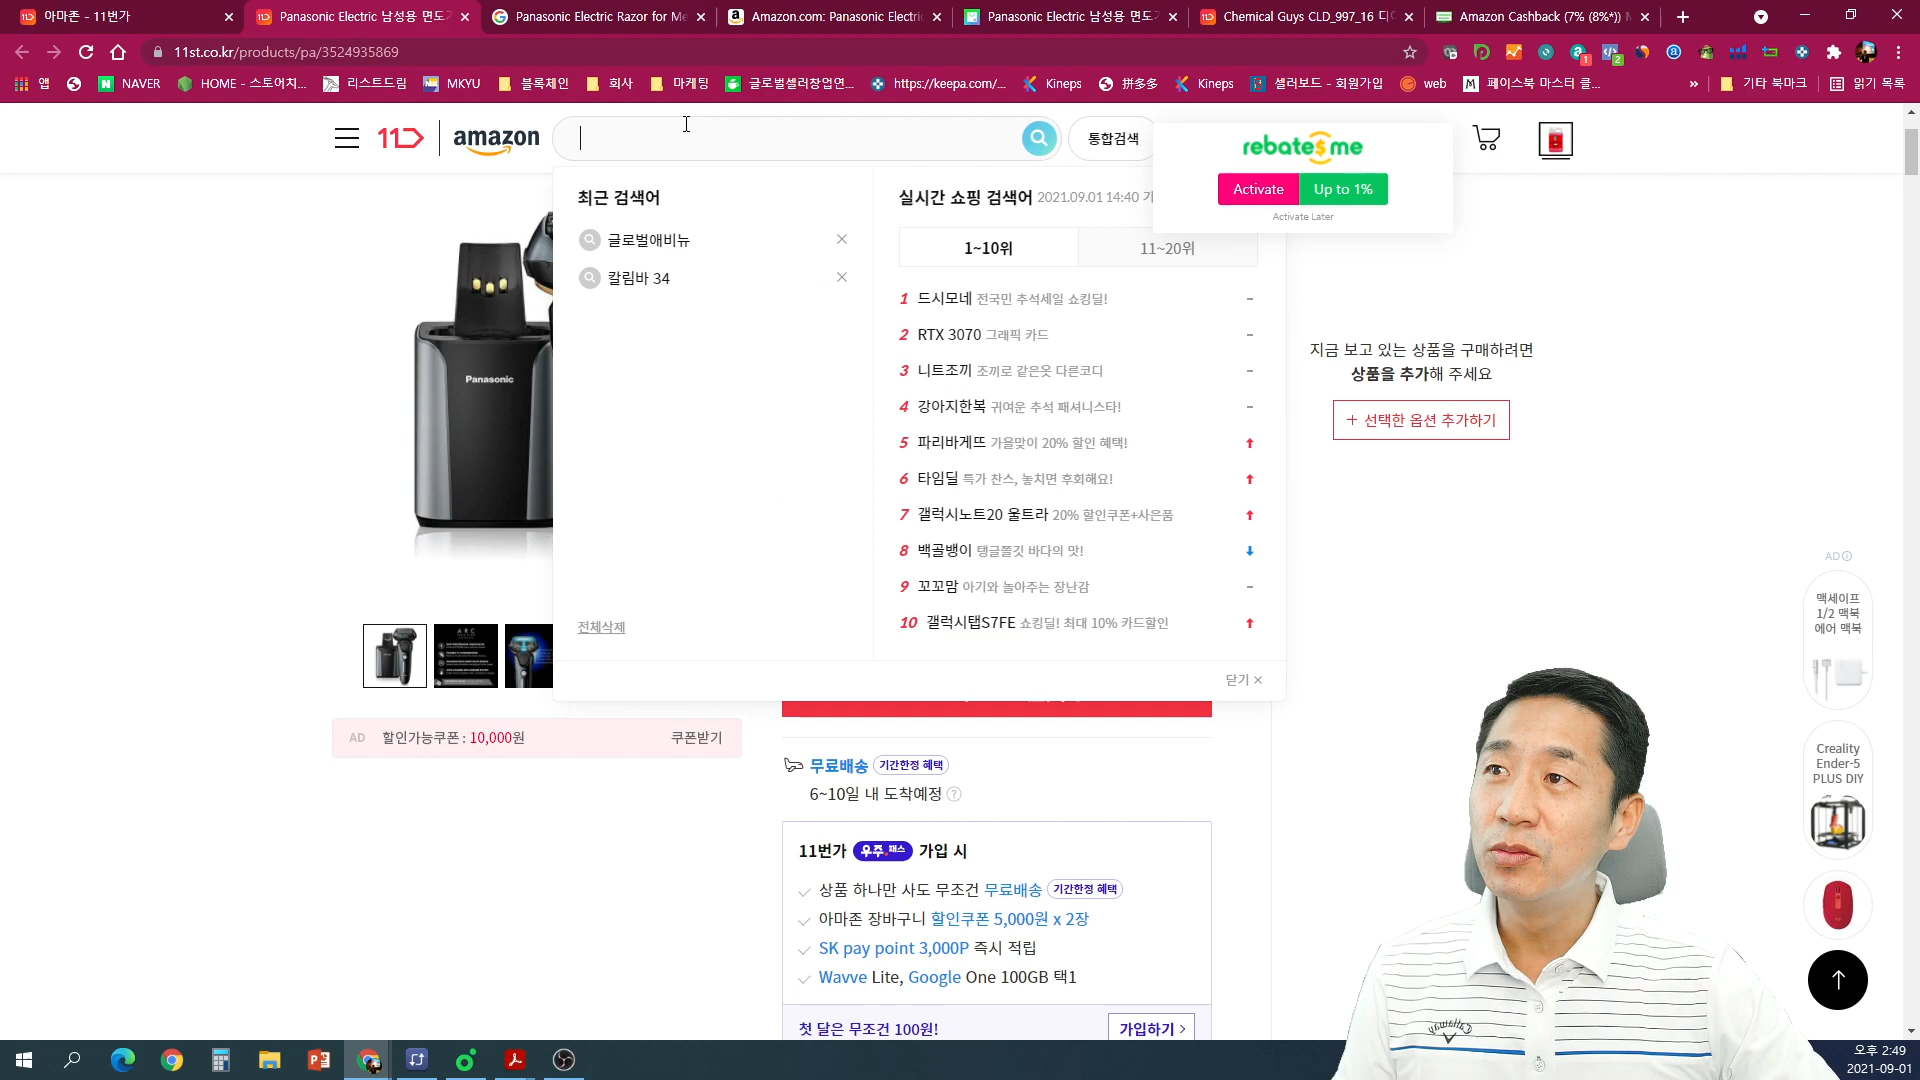 아마존 - 11번가
Panasonic Electric 남성용 면도
Panasonic Electric Razor for Me
Amazon.com: Panasonic Electri
Panasonic Electric 남성용 면도
Chemical Guys CLD_997_16 디
Amazon Cashback (7% (8%*))
11st.co.kr/products/pa/3524935869
앱
NAVER
HOME - 스토어치...
리스트드림
MKYU
블록체인
회사
마케팅
글로벌셀러창업연...
https://keepa.com/...
Kineps
拼多多
Kineps
셀러보드 - 회원가입
web
페이스북 마스터 클...
»
기타 북마크
읽기 목록
11
amazon
통합검색
rebates me
Activate
Up to 1%
Activate Later
최근 검색어
글로벌애비뉴
칼림바 34
전체삭제
실시간 쇼핑 검색어 2021.09.01 14:40 기
1~10위
11~20위
1 드시모네 전국민 추석세일 쇼킹딜!
2 RTX 3070 그래픽 카드
3 니트조끼 조끼로 같은옷 다른코디
4 강아지한복 귀여운 추석 패셔니스타!
5 파리바게뜨 가을맞이 20% 할인 혜택!
6 타임딜 특가 찬스, 놓치면 후회해요!
7 갤럭시노트20 울트라 20% 할인쿠폰+사은품
8 백골뱅이 탱글쫄깃 바다의 맛!
9 꼬꼬맘 아기와 놀아주는 장난감
10 갤럭시탭S7FE 쇼킹딜! 최대 10% 카드할인
닫기 ×
Panasonic
ARC
AD 할인가능쿠폰 : 10,000원
쿠폰받기
지금 보고 있는 상품을 구매하려면
상품을 추가해 주세요
+ 선택한 옵션 추가하기
무료배송 기간한정 혜택
6~10일 내 도착예정 ?
11번가 우주패스 가입 시
상품 하나만 사도 무조건 무료배송 기간한정 혜택
아마존 장바구니 할인쿠폰 5,000원 x 2장
SK pay point 3,000P 즉시 적립
Wavve Lite, Google One 100GB 택1
첫 달은 무조건 100원!
가입하기 >
AD
맥세이프
1/2 맥북
에어 맥북
Creality
Ender-5
PLUS DIY
Callaway
오후 2:49
2021-09-01